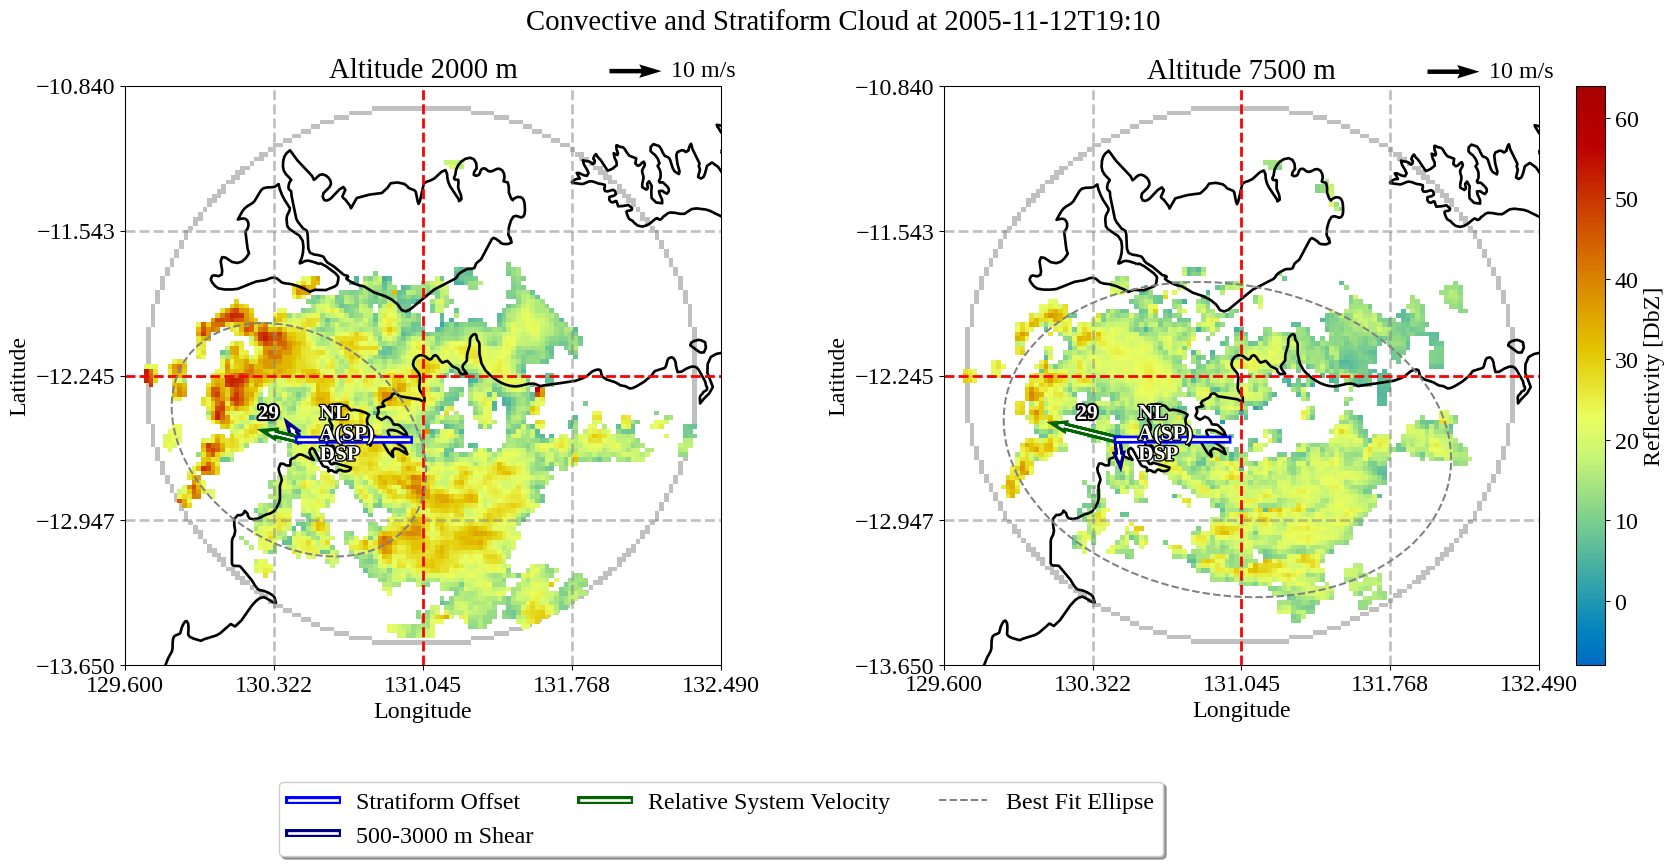 Convective and Stratiform Cloud at 2005-11-12T19:10
Altitude 2000 m
10 m/s
Altitude 7500 m
10 m/s
−10.840
−11.543
−12.245
−12.947
−13.650
Latitude
129.600
130.322
131.045
131.768
132.490
Longitude
29
NL
A(SP)
DSP
−10.840
−11.543
−12.245
−12.947
−13.650
Latitude
129.600
130.322
131.045
131.768
132.490
Longitude
29
NL
A(SP)
DSP
60
50
40
30
20
10
0
Reflectivity [DbZ]
Stratiform Offset
500-3000 m Shear
Relative System Velocity
Best Fit Ellipse